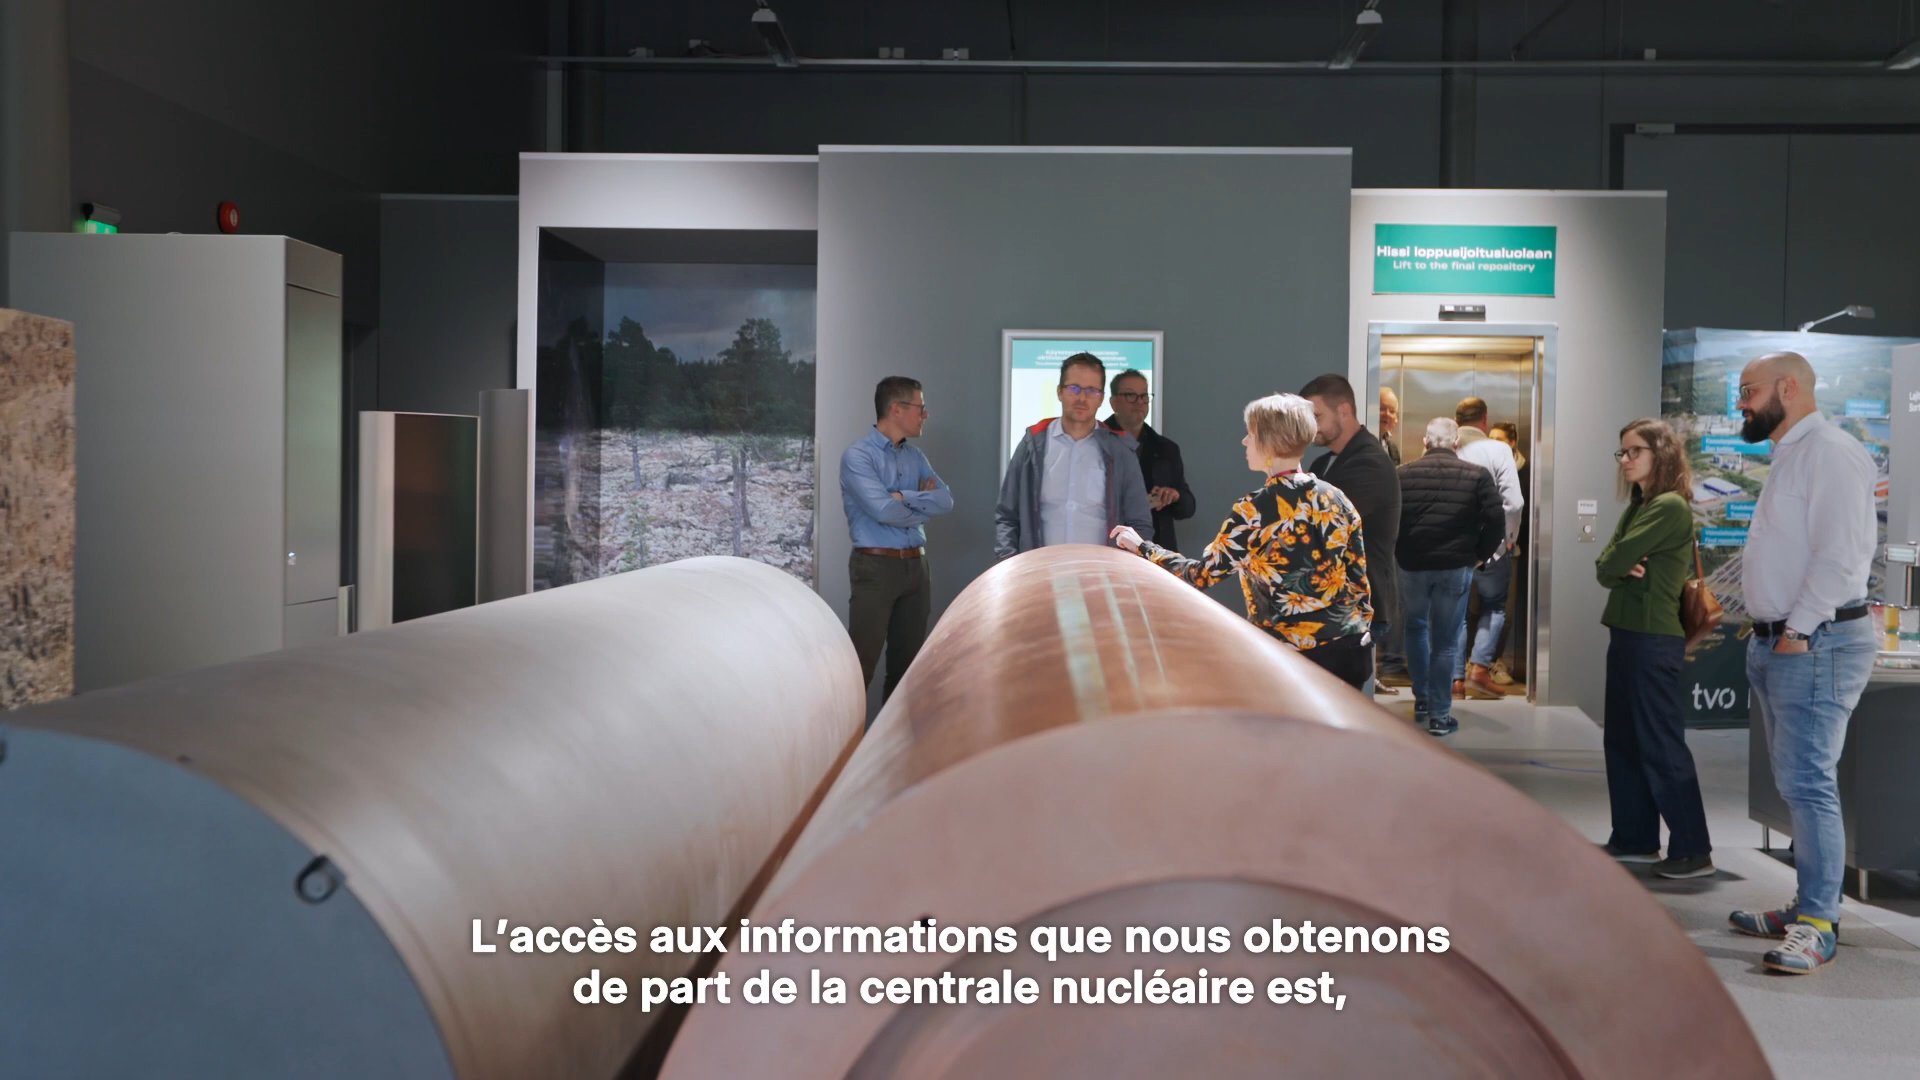 Hissi loppusijoitusluolaan
Lift to the final repository
tvo
L'accès aux informations que nous obtenons
de part de la centrale nucléaire est,